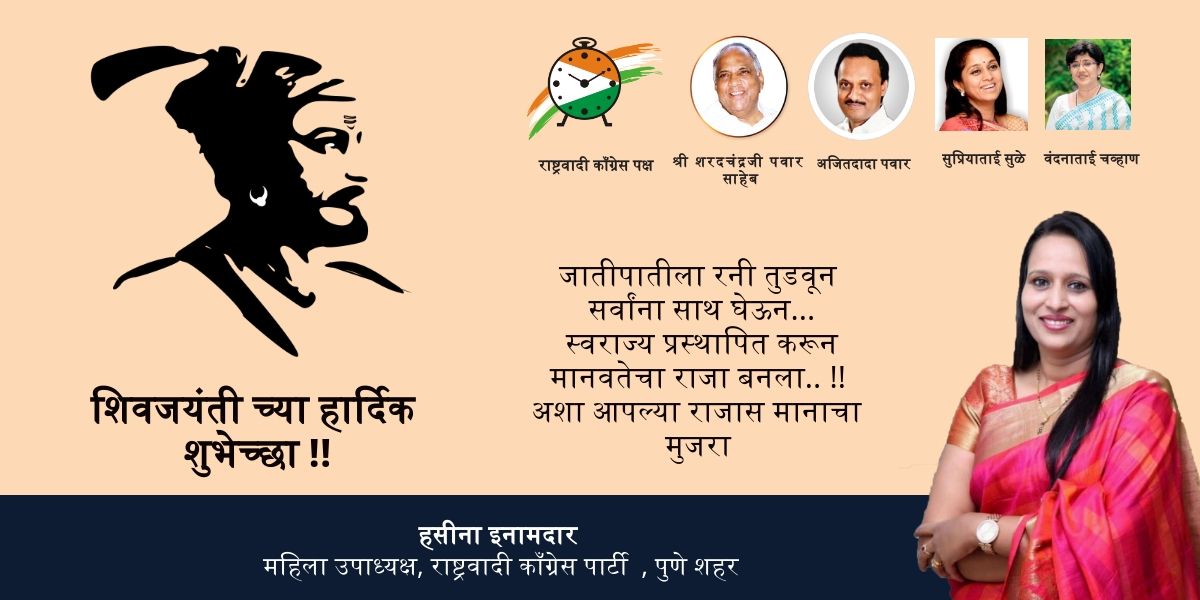 राष्ट्रवादी काँग्रेस पक्ष
श्री शरदचंद्रजी पवार
साहेब
अजितदादा पवार
सुप्रियाताई सुळे
वंदनाताई चव्हाण
जातीपातीला रनी तुडवून
सर्वांना साथ घेऊन...
स्वराज्य प्रस्थापित करून
मानवतेचा राजा बनला.. !!
अशा आपल्या राजास मानाचा
मुजरा
शिवजयंती च्या हार्दिक
शुभेच्छा !!
हसीना इनामदार
महिला उपाध्यक्ष, राष्ट्रवादी काँग्रेस पार्टी , पुणे शहर